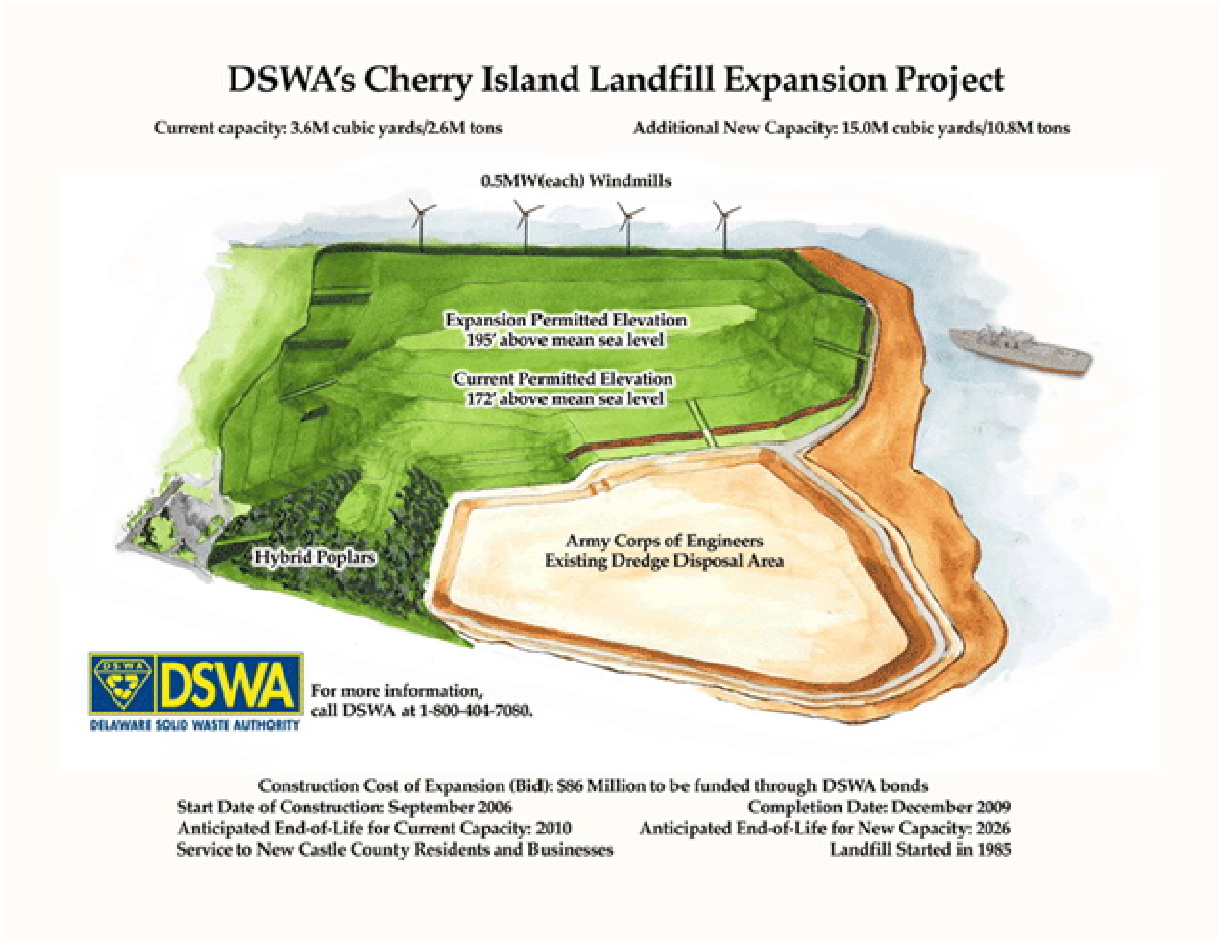 DSWA's Cherry Island Landfill Expansion Project
Current capacity: 3.6M cubic yards/2.6M tons
Additional New Capacity: 15.0M cubic yards/10.8M tons
0.5MW(each) Windmills
Expansion Permitted Elevation
195' above mean sea level
Current Permitted Elevation
172' above mean sea level
Army Corps of Engineers
Existing Dredge Disposal Area
Hybrid Poplars
DSWA
DSWA
DELAWARE SOLID WASTE AUTHORITY
For more information,
call DSWA at 1-800-404-7080.
Construction Cost of Expansion (Bid): $86 Million to be funded through DSWA bonds
Start Date of Construction: September 2006
Completion Date: December 2009
Anticipated End-of-Life for Current Capacity: 2010
Anticipated End-of-Life for New Capacity: 2026
Service to New Castle County Residents and Businesses
Landfill Started in 1985